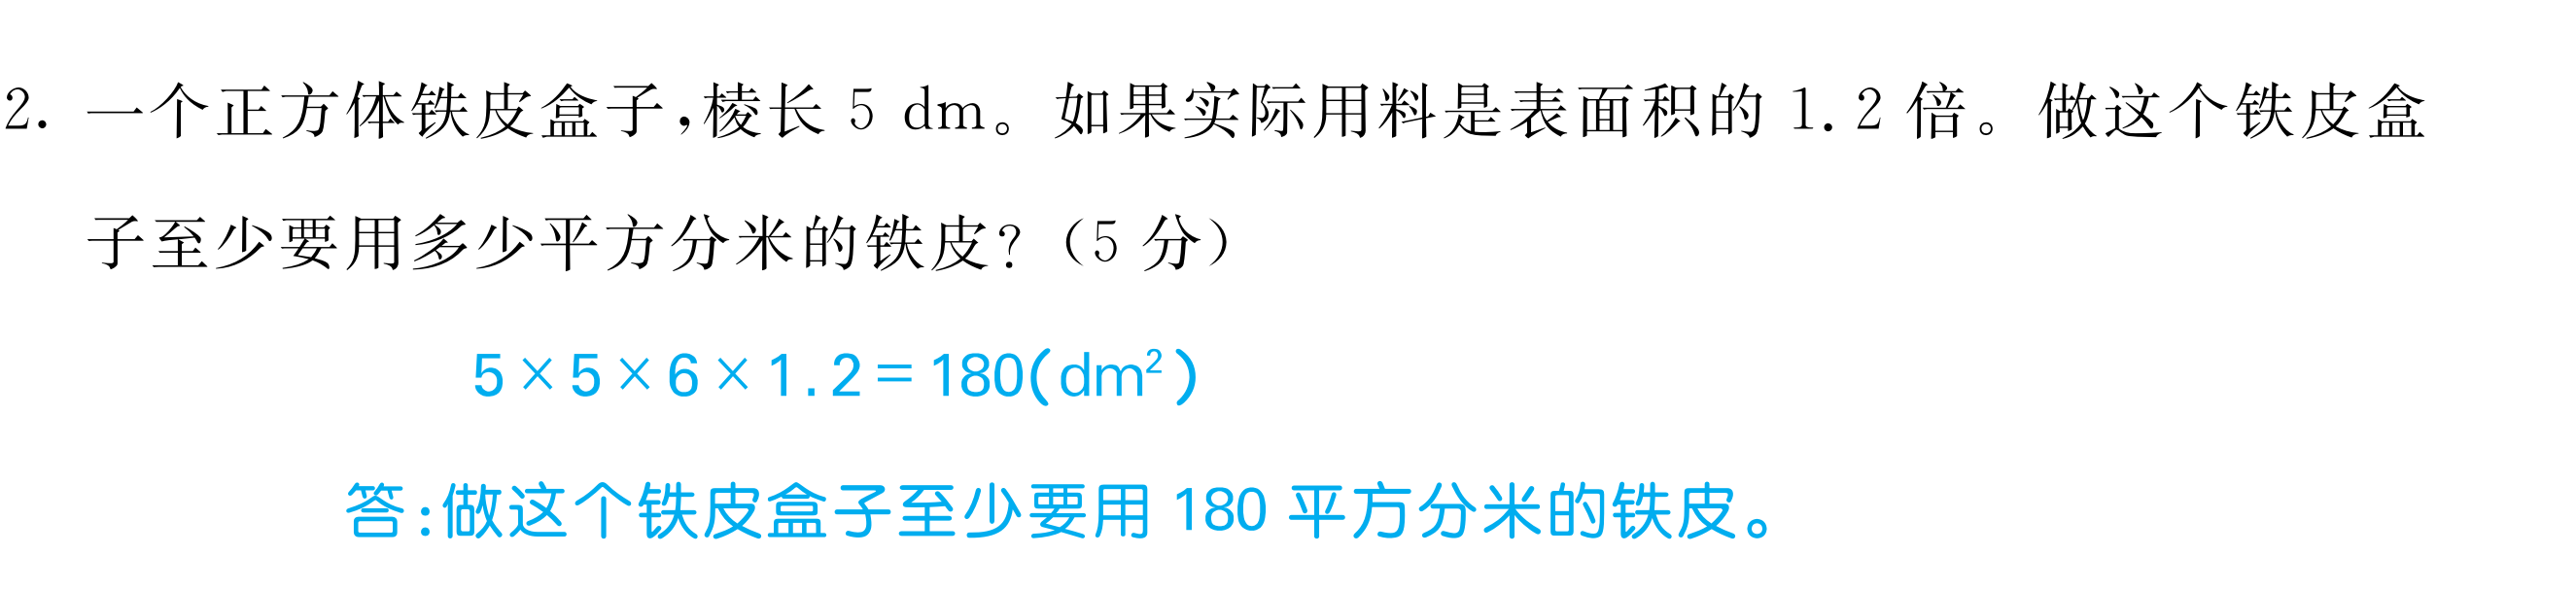 2. 一个正方体铁皮盒子,棱长 5 dm。如果实际用料是表面积的 1.2 倍。做这个铁皮盒
子至少要用多少平方分米的铁皮?(5 分)
5×5×6×1.2=180(dm²)
答:做这个铁皮盒子至少要用 180 平方分米的铁皮。